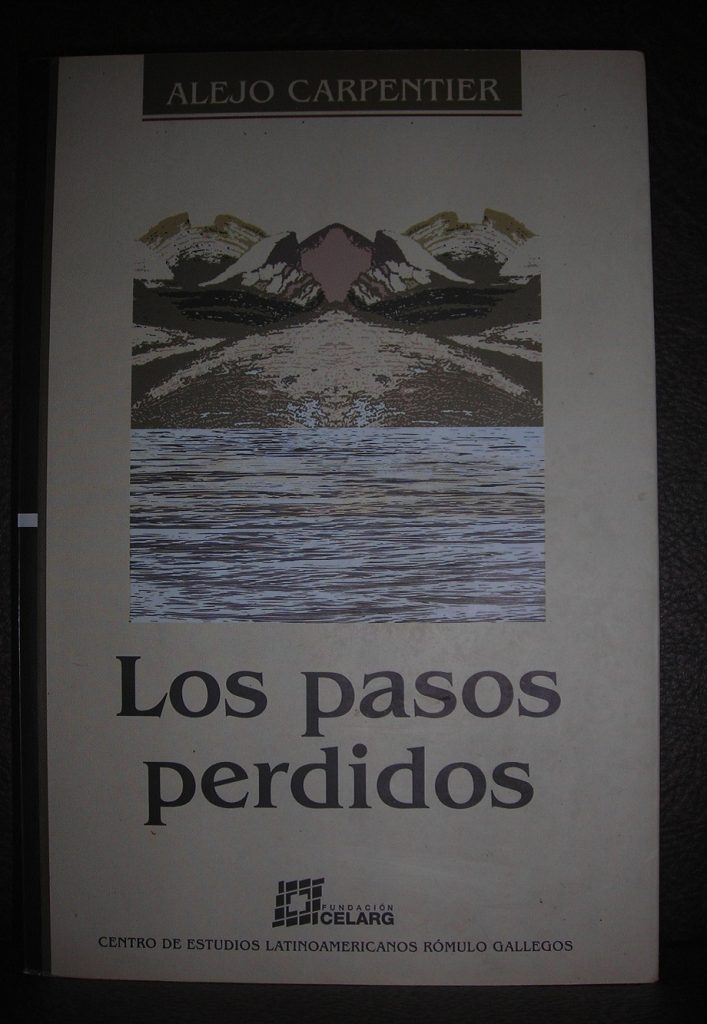 ALEJO CARPENTIER
Los pasos
perdidos
FUNDACIÓN
CELARG
CENTRO DE ESTUDIOS LATINOAMERICANOS RÓMULO GALLEGOS